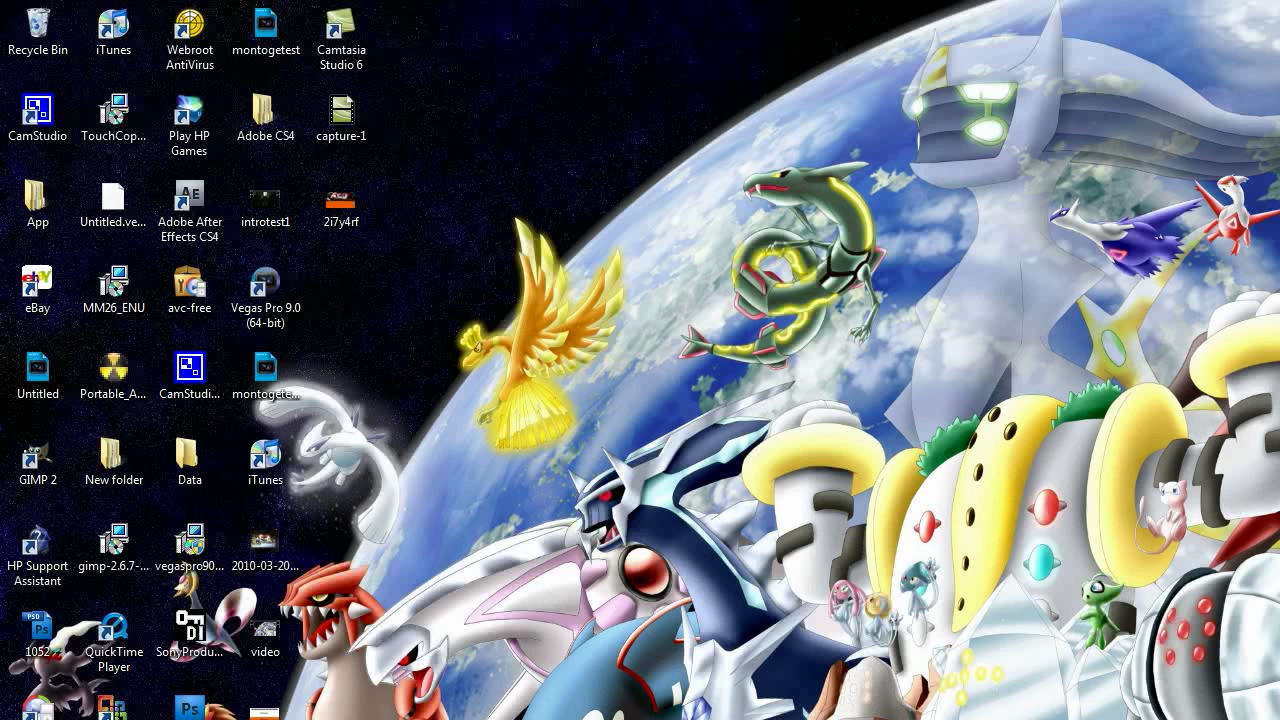 Recycle Bin
iTunes
Webroot
AntiVirus
montogetest
Camtasia
Studio 6
CamStudio
TouchCop...
Play HP
Games
Adobe CS4
capture-1
App
Untitled.ve...
Adobe After
Effects CS4
introtest1
2i7y4rf
eBay
MM26_ENU
avc-free
Vegas Pro 9.0
(64-bit)
Untitled
Portable_A...
CamStudi...
montogete...
GIMP 2
New folder
Data
iTunes
HP Support
Assistant
gimp-2.6.7-...
vegaspro90...
2010-03-20...
1052...
QuickTime
Player
SonyProdu...
video